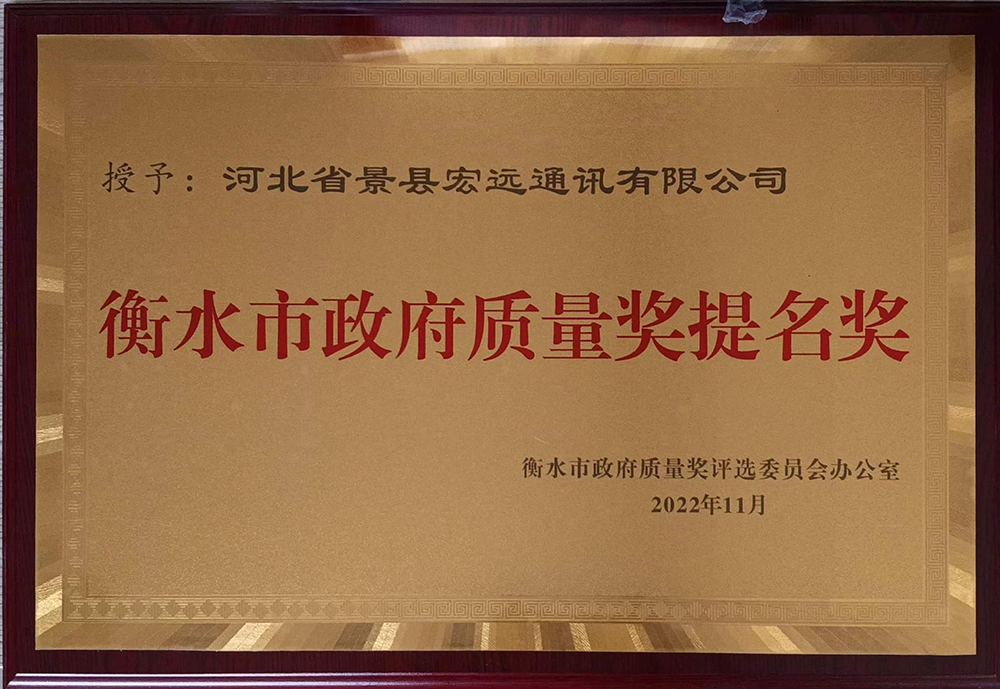 授予：河北省景县宏远通讯有限公司
衡水市政府质量奖提名奖
衡水市政府质量奖评选委员会办公室
2022年11月